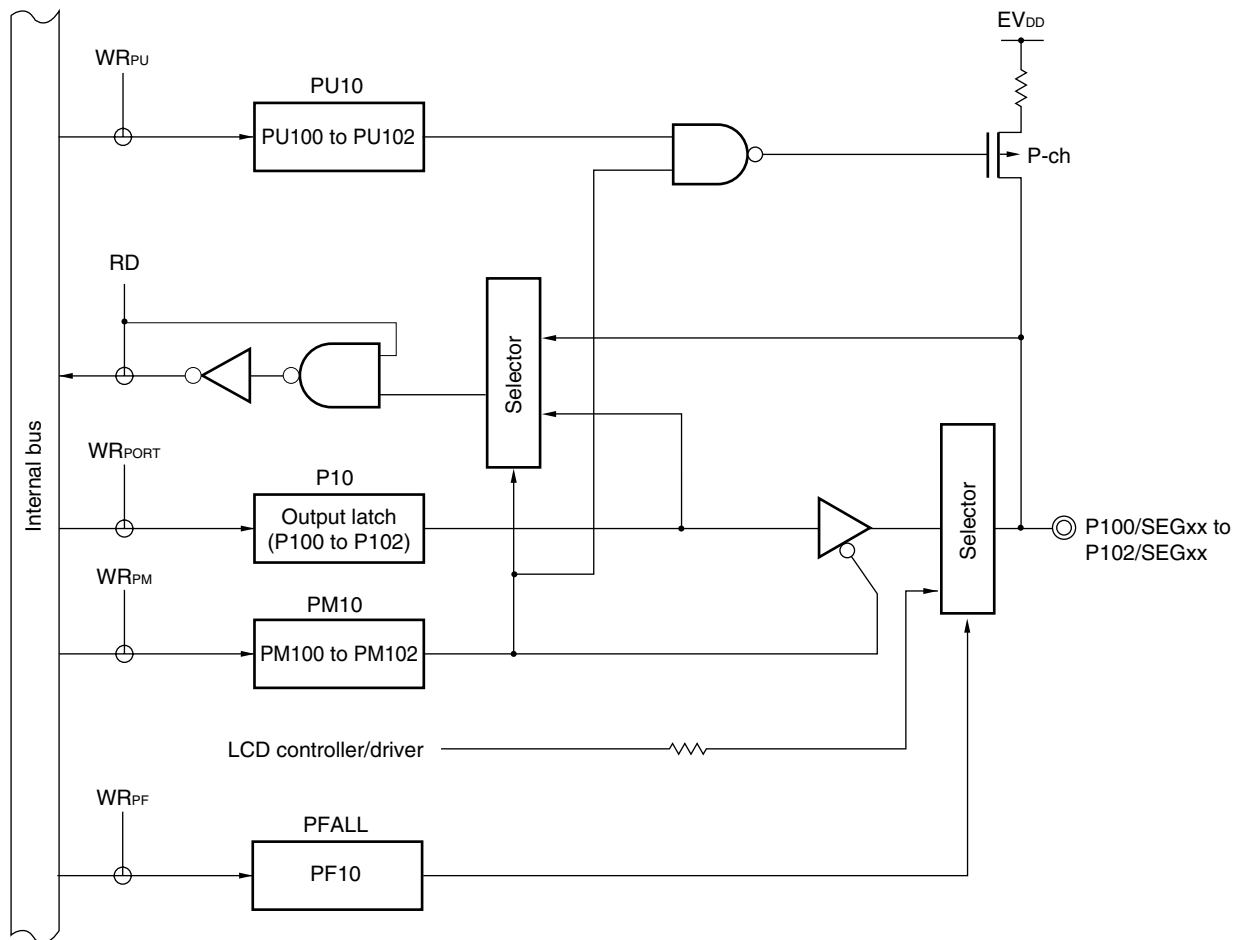 EVDD
WRPU
PU10
PU100 to PU102
P-ch
RD
Selector
Internal bus
WRPORT
P10
Output latch
(P100 to P102)
Selector
P100/SEGxx to
P102/SEGxx
WRPM
PM10
PM100 to PM102
LCD controller/driver
WRPF
PFALL
PF10